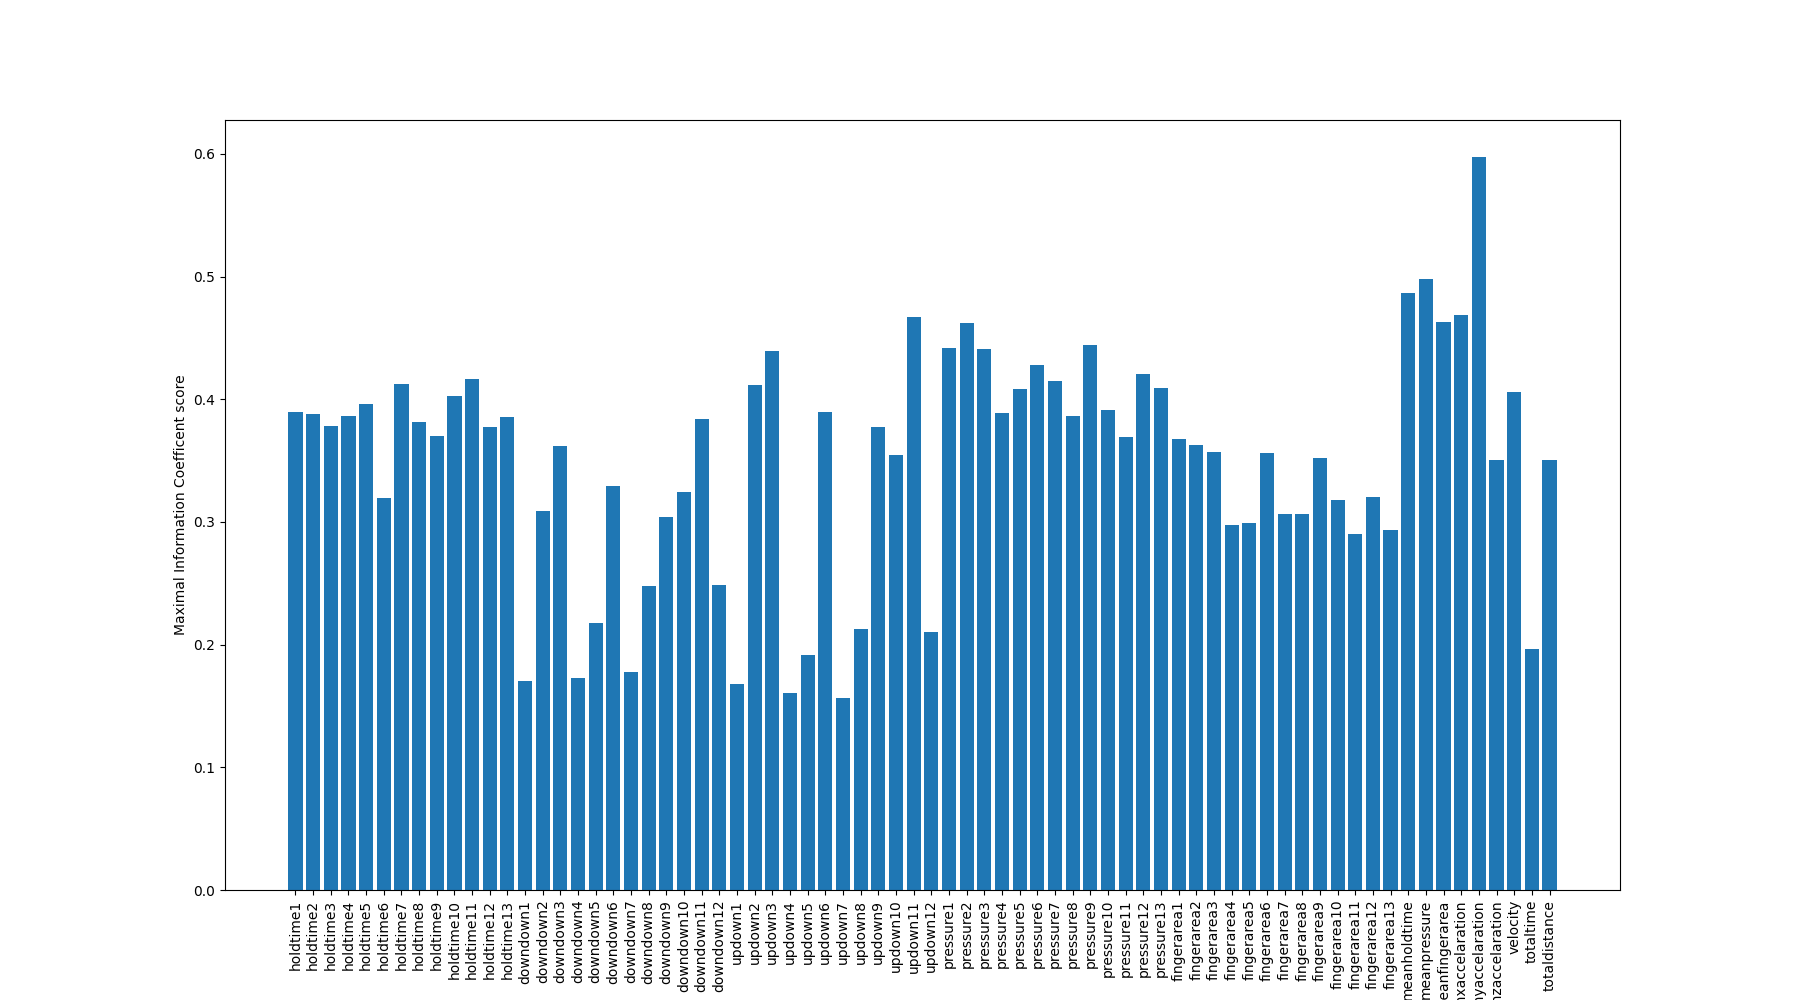 0.6
0.5
0.4
0.3
0.2
0.1
0.0
Maximal Information Coefficent score
holdtime1
holdtime2
holdtime3
holdtime4
holdtime5
holdtime6
holdtime7
holdtime8
holdtime9
holdtime10
holdtime11
holdtime12
holdtime13
downdown1
downdown2
downdown3
downdown4
downdown5
downdown6
downdown7
downdown8
downdown9
downdown10
downdown11
downdown12
updown1
updown2
updown3
updown4
updown5
updown6
updown7
updown8
updown9
updown10
updown11
updown12
pressure1
pressure2
pressure3
pressure4
pressure5
pressure6
pressure7
pressure8
pressure9
pressure10
pressure11
pressure12
pressure13
fingerarea1
fingerarea2
fingerarea3
fingerarea4
fingerarea5
fingerarea6
fingerarea7
fingerarea8
fingerarea9
fingerarea10
fingerarea11
fingerarea12
fingerarea13
meanholdtime
meanpressure
eanfingerarea
xaccelaration
yaccelaration
zaccelaration
velocity
totaltime
totaldistance